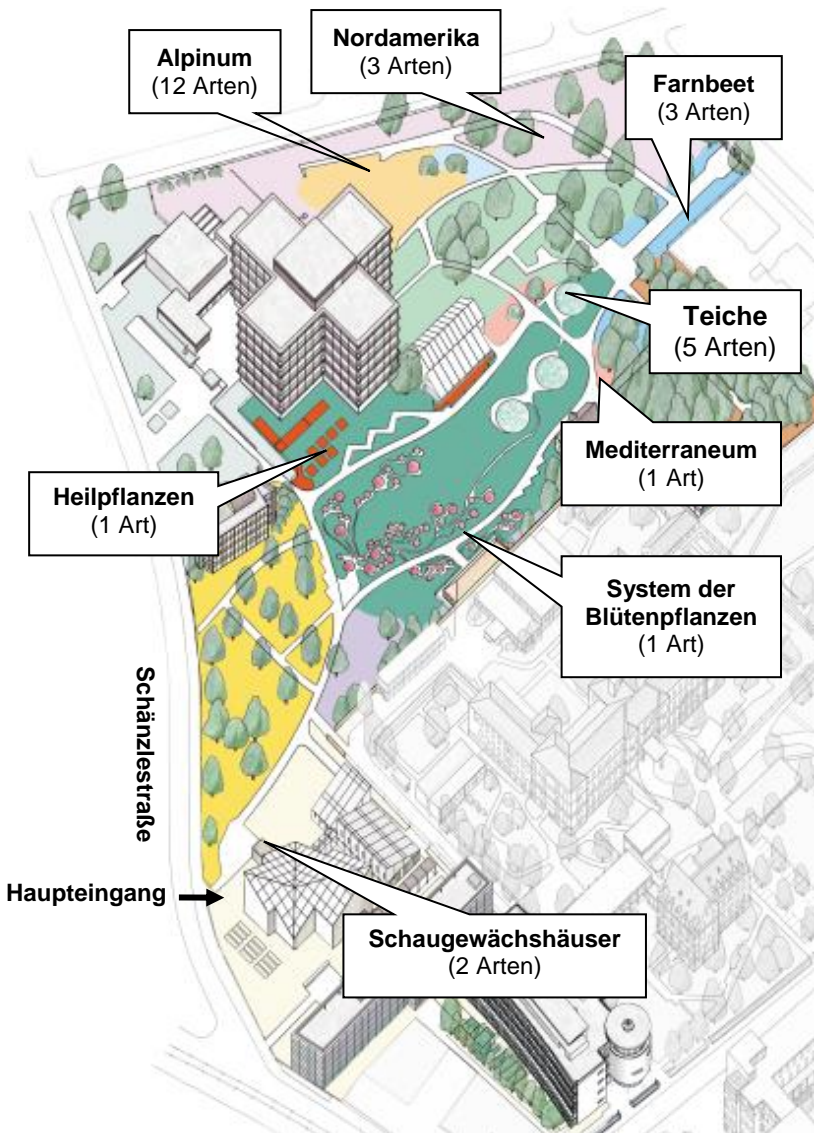 Nordamerika
(3 Arten)
Alpinum
(12 Arten)
Farnbeet
(3 Arten)
Teiche
(5 Arten)
Mediterraneum
(1 Art)
Heilpflanzen
(1 Art)
System der
Blütenpflanzen
(1 Art)
Schänzlestraße
Haupteingang
Schaugewächshäuser
(2 Arten)